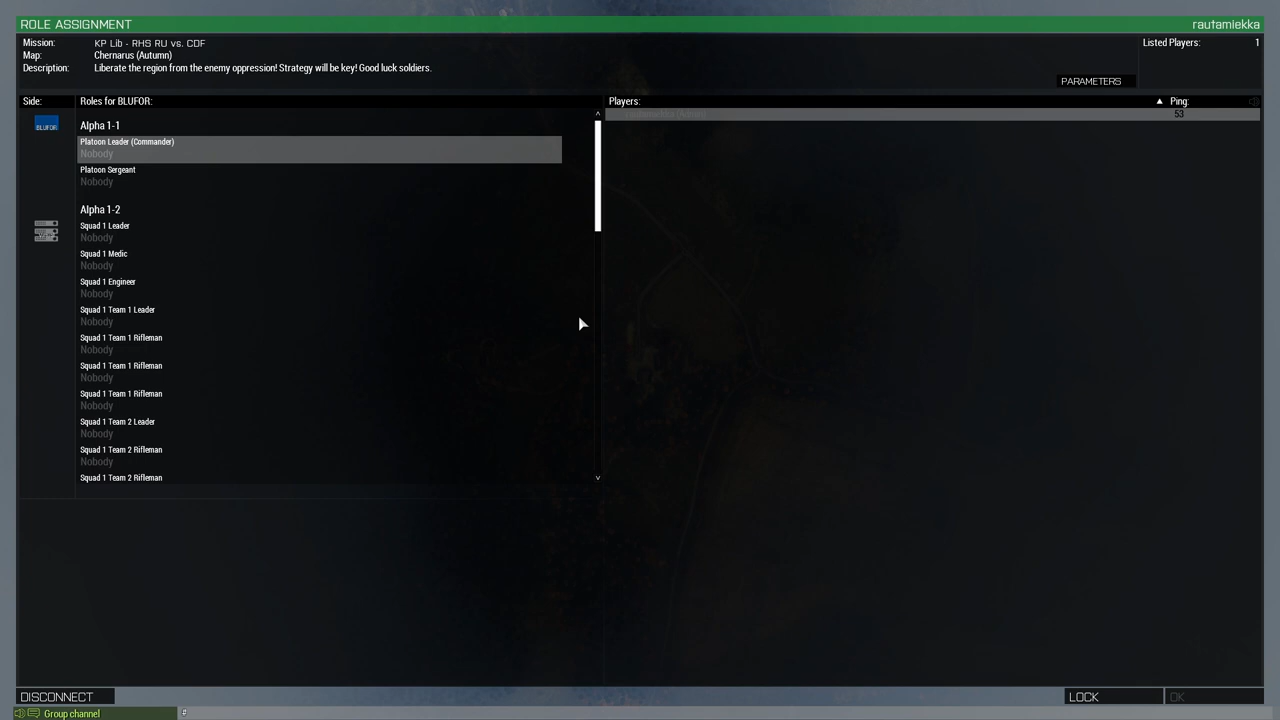 ROLE ASSIGNMENT
rautamiekka
Mission: KP Lib - RHS RU vs. CDF
Listed Players: 1
Map: Chernarus (Autumn)
Description: Liberate the region from the enemy oppression! Strategy will be key! Good luck soldiers.
PARAMETERS
Side:
Roles for BLUFOR:
Players:
Ping:
BLUFOR
53
Alpha 1-1
Platoon Leader (Commander)
Nobody
Platoon Sergeant
Nobody
Alpha 1-2
Squad 1 Leader
Nobody
Squad 1 Medic
Nobody
Squad 1 Engineer
Nobody
Squad 1 Team 1 Leader
Nobody
Squad 1 Team 1 Rifleman
Nobody
Squad 1 Team 1 Rifleman
Nobody
Squad 1 Team 1 Rifleman
Nobody
Squad 1 Team 2 Leader
Nobody
Squad 1 Team 2 Rifleman
Nobody
Squad 1 Team 2 Rifleman
DISCONNECT
LOCK
OK
Group channel
#